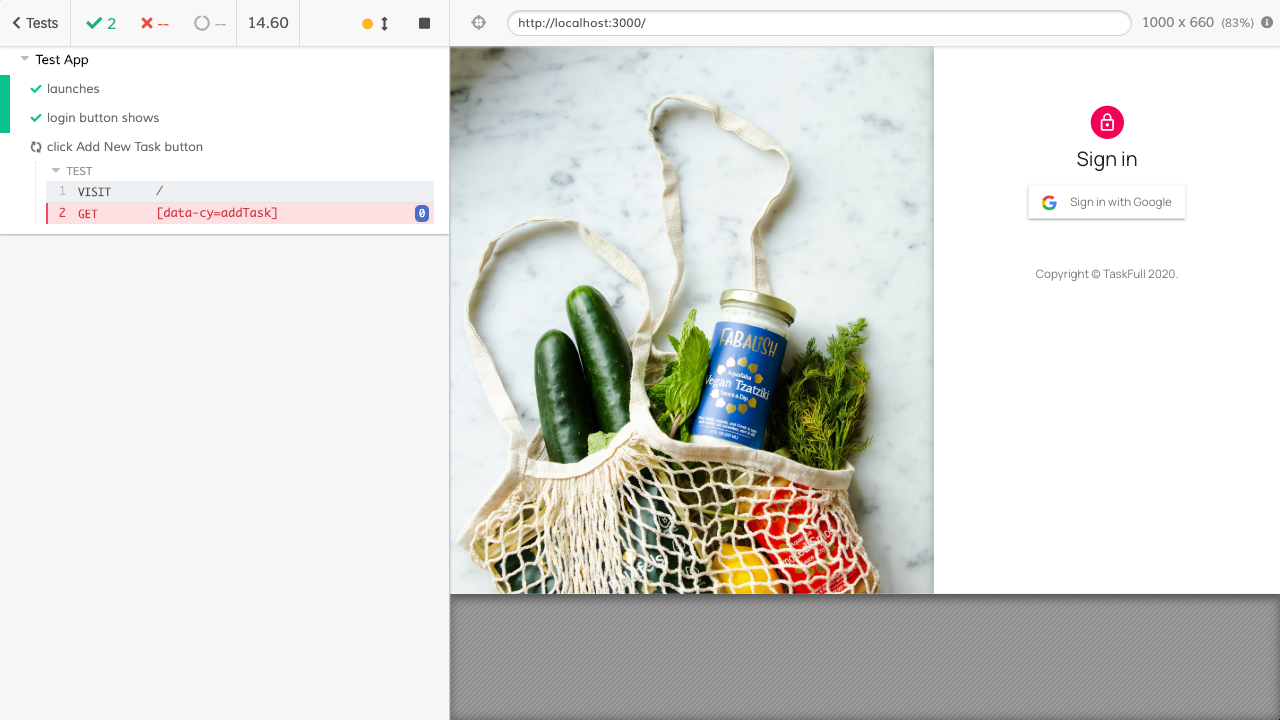 Tests
2
--
--
14.60
http://localhost:3000/
1000 x 660 (83%)
Test App
launches
login button shows
click Add New Task button
TEST
1 VISIT /
2 GET [data-cy=addTask] 0
FABALISH
Aquafaba
Vegan Tzatziki
Sauce & Dip
Sign in
Sign in with Google
Copyright © TaskFull 2020.